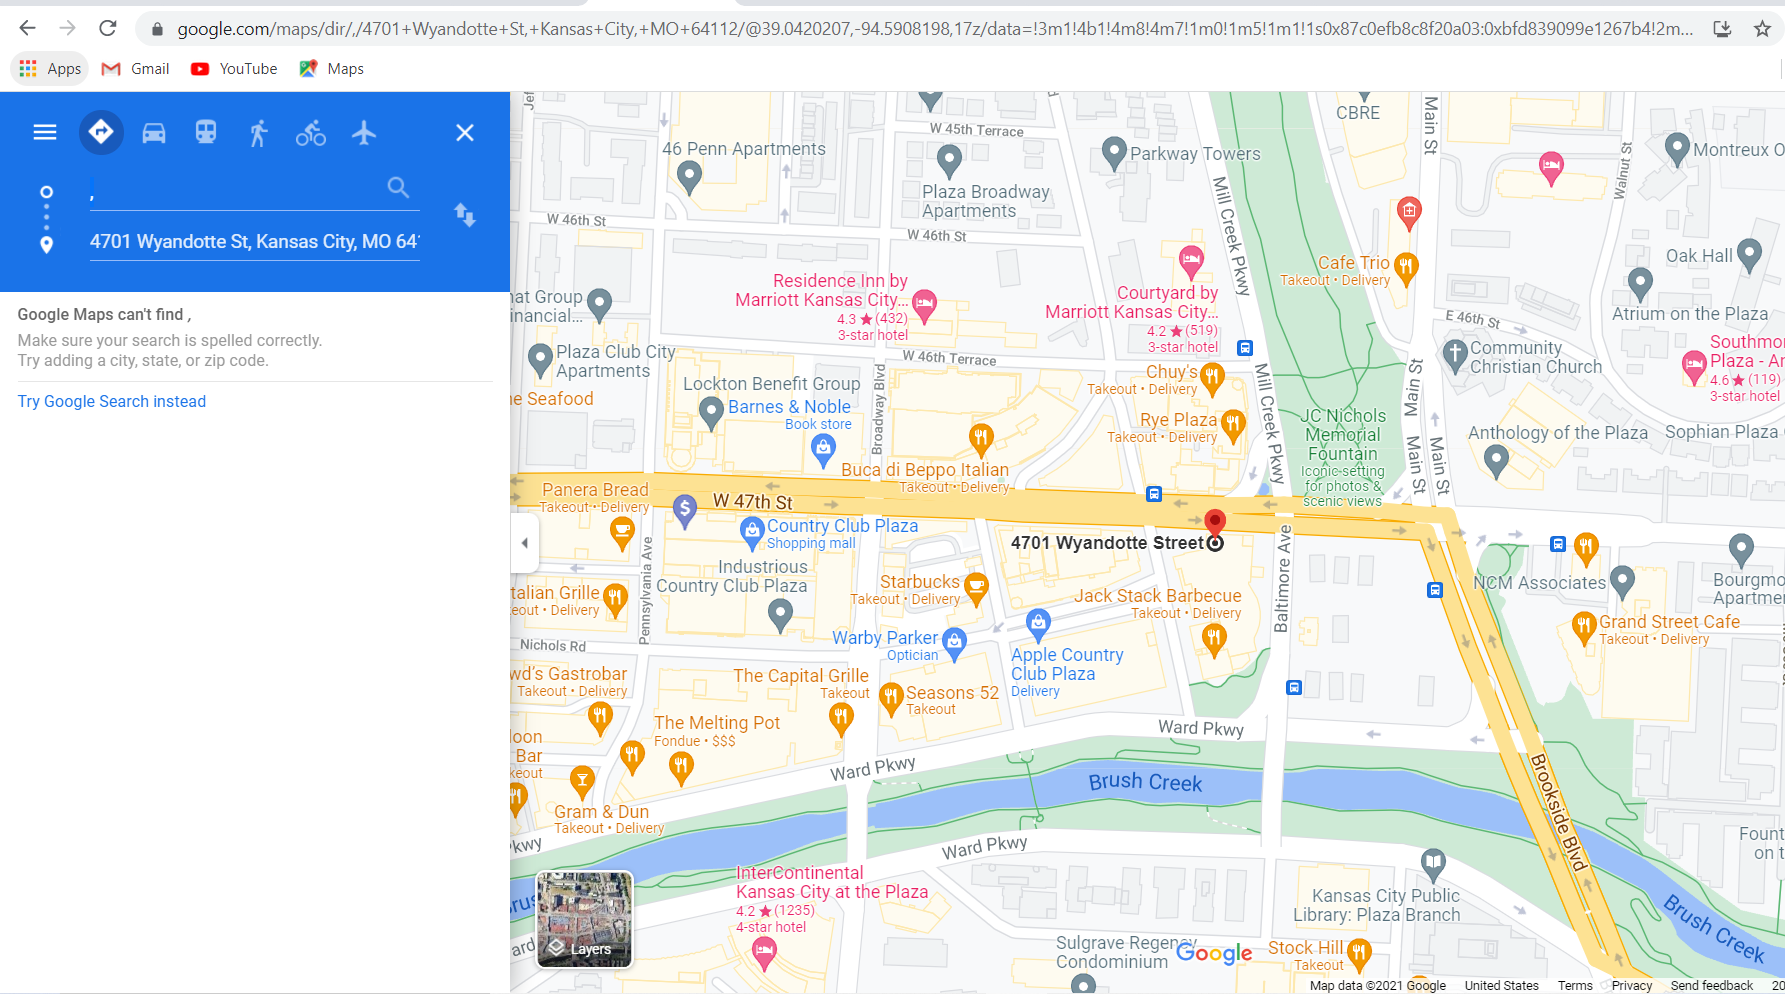 google.com/maps/dir/,/4701+Wyandotte+St,+Kansas+City,+MO+64112/@39.0420207,-94.5908198,17z/data=!3m1!4b1!4m8!4m7!1m0!1m5!1m1!1s0x87c0efb8c8f20a03:0xbfd839099e1267b4!2m...
Apps Gmail YouTube Maps
,
4701 Wyandotte St, Kansas City, MO 641
Google Maps can't find ,
Make sure your search is spelled correctly.
Try adding a city, state, or zip code.
Try Google Search instead
W 45th Terrace
CBRE
Main St
46 Penn Apartments
Parkway Towers
Montreux O
Walnut St
Plaza Broadway
Apartments
Mill Creek Pkwy
W 46th St
W 46th St
Cafe Trio
Takeout • Delivery
Oak Hall
Residence Inn by
Marriott Kansas City...
4.3 ★ (432)
3-star hotel
Courtyard by
Marriott Kansas City...
4.2 ★ (519)
3-star hotel
hat Group
inancial...
Atrium on the Plaza
E 46th St
Plaza Club City
Apartments
W 46th Terrace
Community
Christian Church
Southmo
Plaza - An
4.6 ★ (119)
3-star hotel
Chuy's
Takeout • Delivery
Mill Creek Pkwy
Main St
Lockton Benefit Group
Barnes & Noble
Book store
Broadway Blvd
ne Seafood
Rye Plaza
Takeout • Delivery
JC Nichols
Memorial
Fountain
Iconic setting
for photos &
scenic views
Main St
Main St
Anthology of the Plaza
Sophian Plaza
Buca di Beppo Italian
Takeout • Delivery
Panera Bread
Takeout • Delivery
W 47th St
Country Club Plaza
Shopping mall
4701 Wyandotte Street
Baltimore Ave
Pennsylvania Ave
Industrious
Country Club Plaza
Starbucks
Takeout • Delivery
NCM Associates
Bourgmo
Apartmen
talian Grille
eout • Delivery
Jack Stack Barbecue
Takeout • Delivery
Grand Street Cafe
Takeout • Delivery
Nichols Rd
Warby Parker
Optician
Apple Country
Club Plaza
Delivery
wd's Gastrobar
Takeout • Delivery
The Capital Grille
Takeout
Seasons 52
Takeout
The Melting Pot
Fondue • $$$
Ward Pkwy
oon
Bar
keout
Ward Pkwy
Brush Creek
Brookside Blvd
Gram & Dun
Takeout • Delivery
kwy
Ward Pkwy
Fount
on t
InterContinental
Kansas City at the Plaza
4.2 ★ (1235)
4-star hotel
Brus
Kansas City Public
Library: Plaza Branch
Brush Creek
ard
Layers
Sulgrave Regency
Condominium
Google
Stock Hill
Takeout
Map data ©2021 Google United States Terms Privacy Send feedback 20